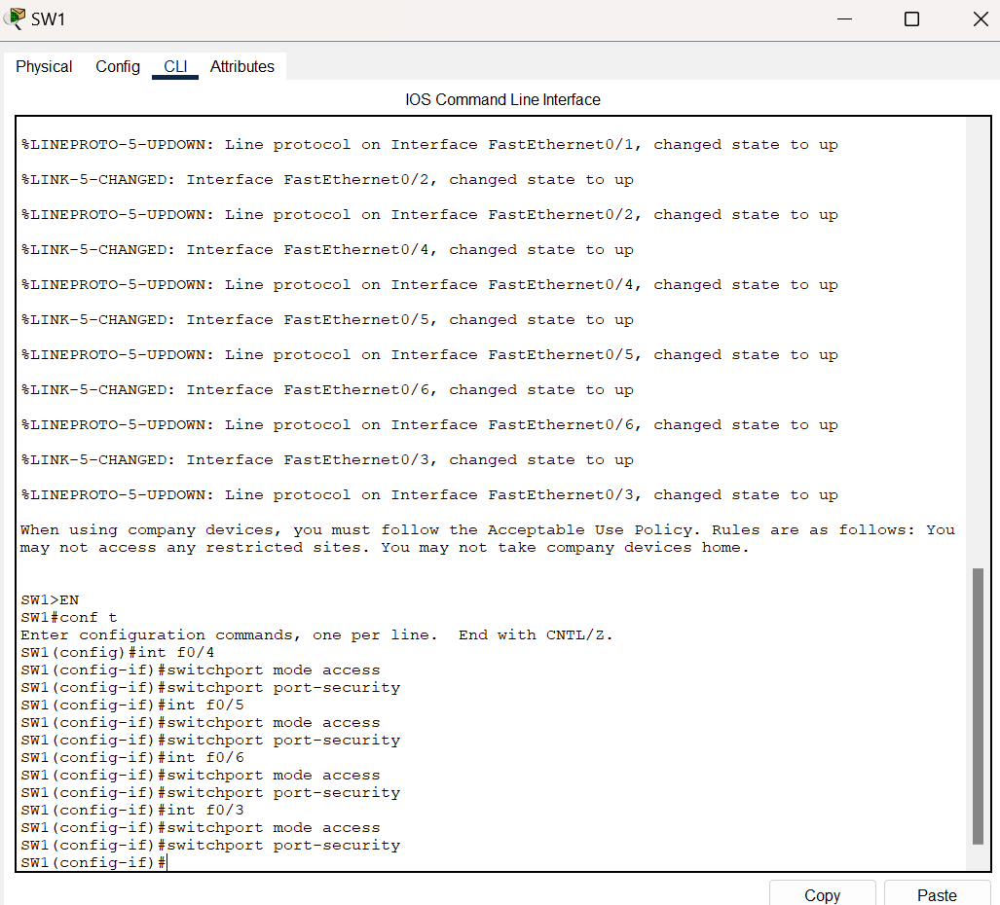 SW1
Physical Config CLI Attributes
IOS Command Line Interface
%LINEPROTO-5-UPDOWN: Line protocol on Interface FastEthernet0/1, changed state to up
%LINK-5-CHANGED: Interface FastEthernet0/2, changed state to up
%LINEPROTO-5-UPDOWN: Line protocol on Interface FastEthernet0/2, changed state to up
%LINK-5-CHANGED: Interface FastEthernet0/4, changed state to up
%LINEPROTO-5-UPDOWN: Line protocol on Interface FastEthernet0/4, changed state to up
%LINK-5-CHANGED: Interface FastEthernet0/5, changed state to up
%LINEPROTO-5-UPDOWN: Line protocol on Interface FastEthernet0/5, changed state to up
%LINK-5-CHANGED: Interface FastEthernet0/6, changed state to up
%LINEPROTO-5-UPDOWN: Line protocol on Interface FastEthernet0/6, changed state to up
%LINK-5-CHANGED: Interface FastEthernet0/3, changed state to up
%LINEPROTO-5-UPDOWN: Line protocol on Interface FastEthernet0/3, changed state to up
When using company devices, you must follow the Acceptable Use Policy. Rules are as follows: You
may not access any restricted sites. You may not take company devices home.
SW1>EN
SW1#conf t
Enter configuration commands, one per line.  End with CNTL/Z.
SW1(config)#int f0/4
SW1(config-if)#switchport mode access
SW1(config-if)#switchport port-security
SW1(config-if)#int f0/5
SW1(config-if)#switchport mode access
SW1(config-if)#switchport port-security
SW1(config-if)#int f0/6
SW1(config-if)#switchport mode access
SW1(config-if)#switchport port-security
SW1(config-if)#int f0/3
SW1(config-if)#switchport mode access
SW1(config-if)#switchport port-security
SW1(config-if)#
Copy Paste